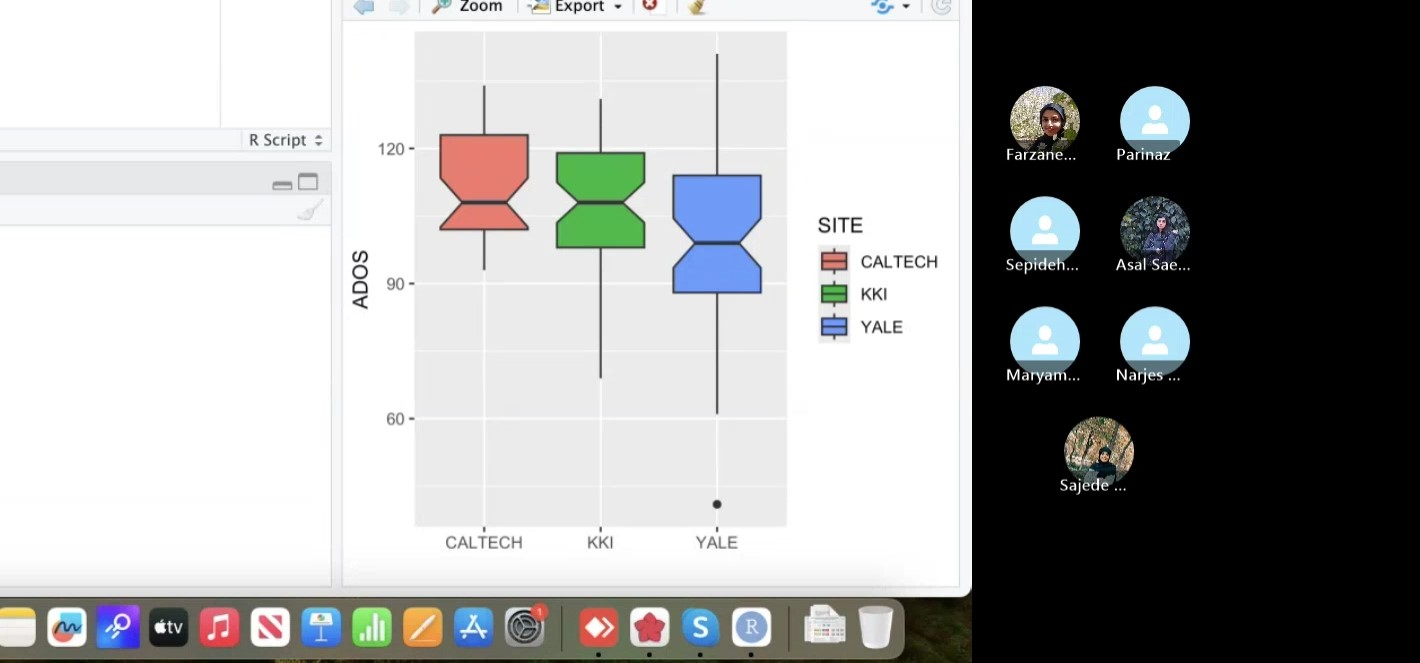 Zoom
Export
R Script
120
90
60
ADOS
CALTECH
KKI
YALE
SITE
CALTECH
KKI
YALE
Farzane...
Parinaz
Sepideh...
Asal Sae...
Maryam...
Narjes ...
Sajede ...
tv
1
S
R